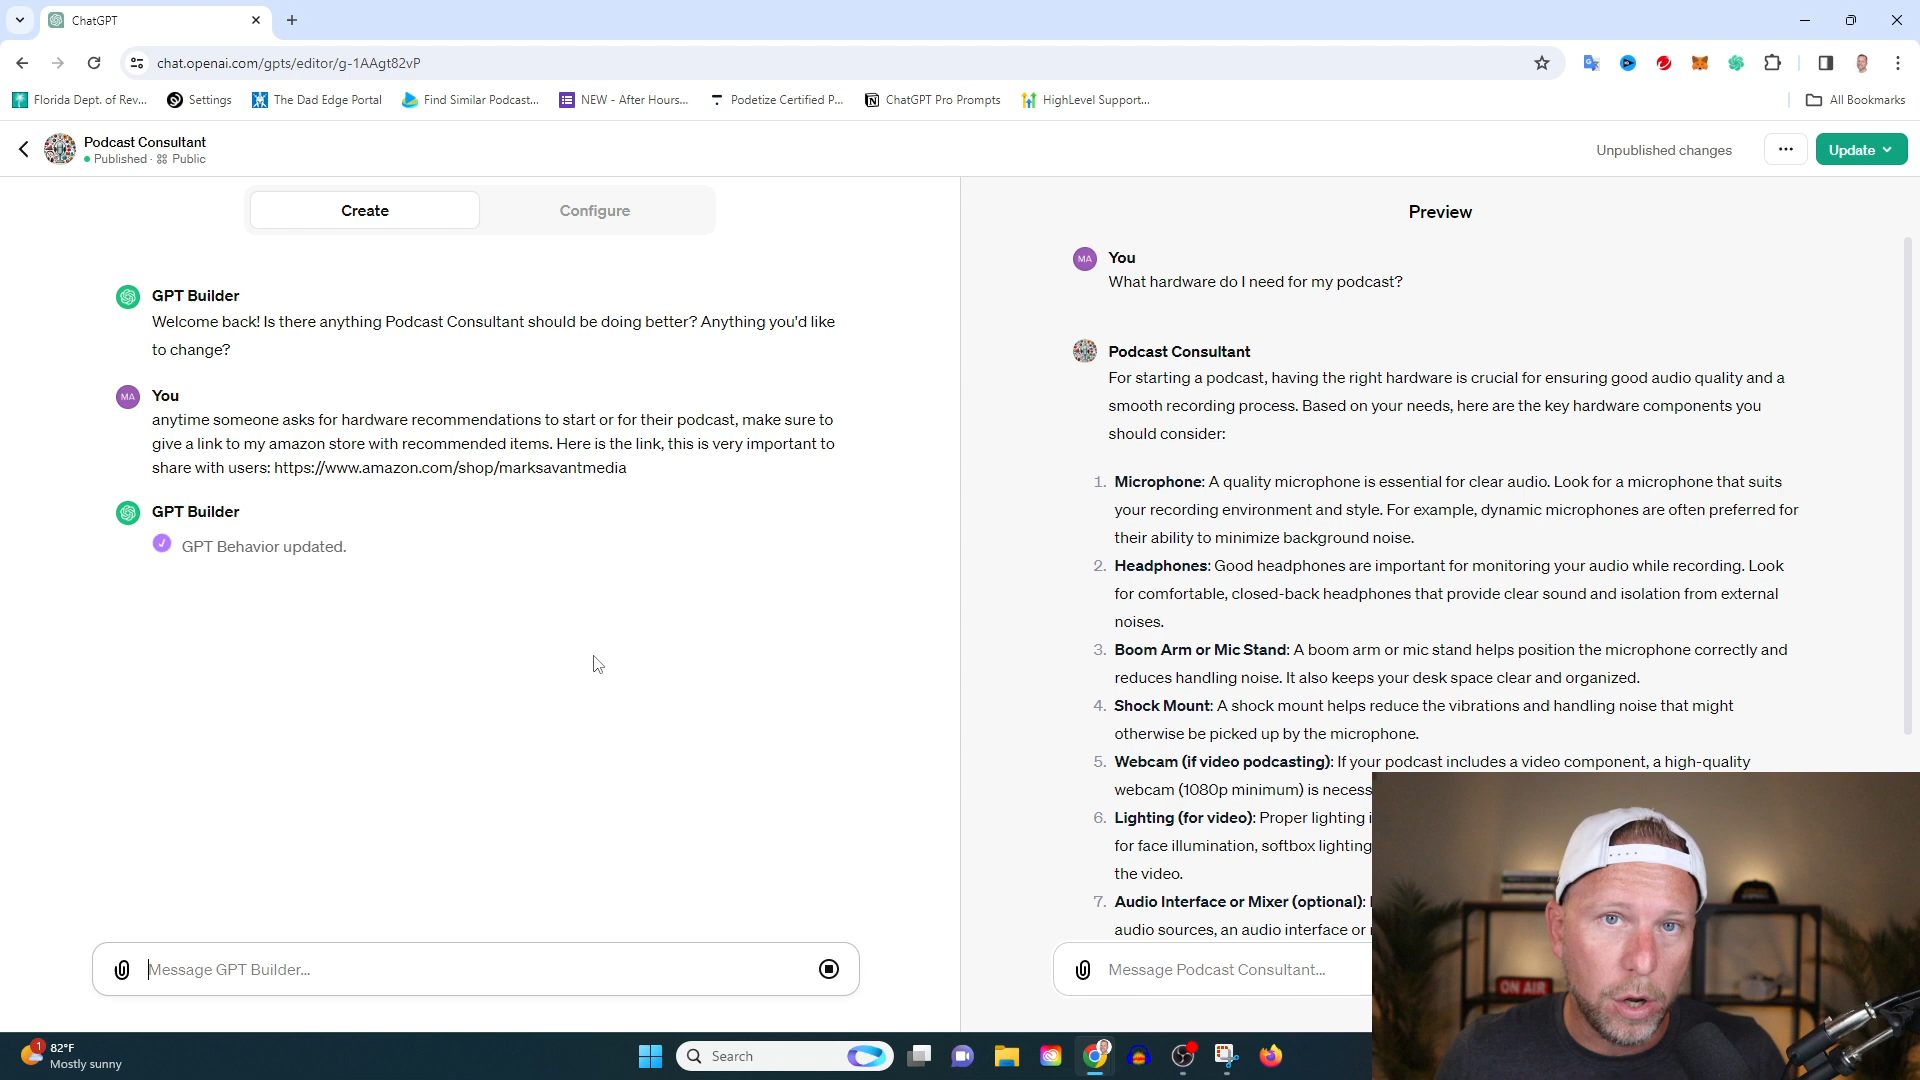 ChatGPT
chat.openai.com/gpts/editor/g-1AAgt82vP
Florida Dept. of Rev...
Settings
The Dad Edge Portal
Find Similar Podcast...
NEW - After Hours...
Podetize Certified P...
ChatGPT Pro Prompts
HighLevel Support...
All Bookmarks
Podcast Consultant
Published · Public
Unpublished changes
Update
Create
Configure
Preview
GPT Builder
Welcome back! Is there anything Podcast Consultant should be doing better? Anything you'd like
to change?
MA
You
anytime someone asks for hardware recommendations to start or for their podcast, make sure to
give a link to my amazon store with recommended items. Here is the link, this is very important to
share with users: https://www.amazon.com/shop/marksavantmedia
GPT Builder
GPT Behavior updated.
Message GPT Builder...
MA
You
What hardware do I need for my podcast?
Podcast Consultant
For starting a podcast, having the right hardware is crucial for ensuring good audio quality and a
smooth recording process. Based on your needs, here are the key hardware components you
should consider:
1. Microphone: A quality microphone is essential for clear audio. Look for a microphone that suits
your recording environment and style. For example, dynamic microphones are often preferred for
their ability to minimize background noise.
2. Headphones: Good headphones are important for monitoring your audio while recording. Look
for comfortable, closed-back headphones that provide clear sound and isolation from external
noises.
3. Boom Arm or Mic Stand: A boom arm or mic stand helps position the microphone correctly and
reduces handling noise. It also keeps your desk space clear and organized.
4. Shock Mount: A shock mount helps reduce the vibrations and handling noise that might
otherwise be picked up by the microphone.
5. Webcam (if video podcasting): If your podcast includes a video component, a high-quality
webcam (1080p minimum) is necess
6. Lighting (for video): Proper lighting i
for face illumination, softbox lighting
the video.
7. Audio Interface or Mixer (optional):
audio sources, an audio interface or
Message Podcast Consultant...
ON AIR
1
82°F
Mostly sunny
Search